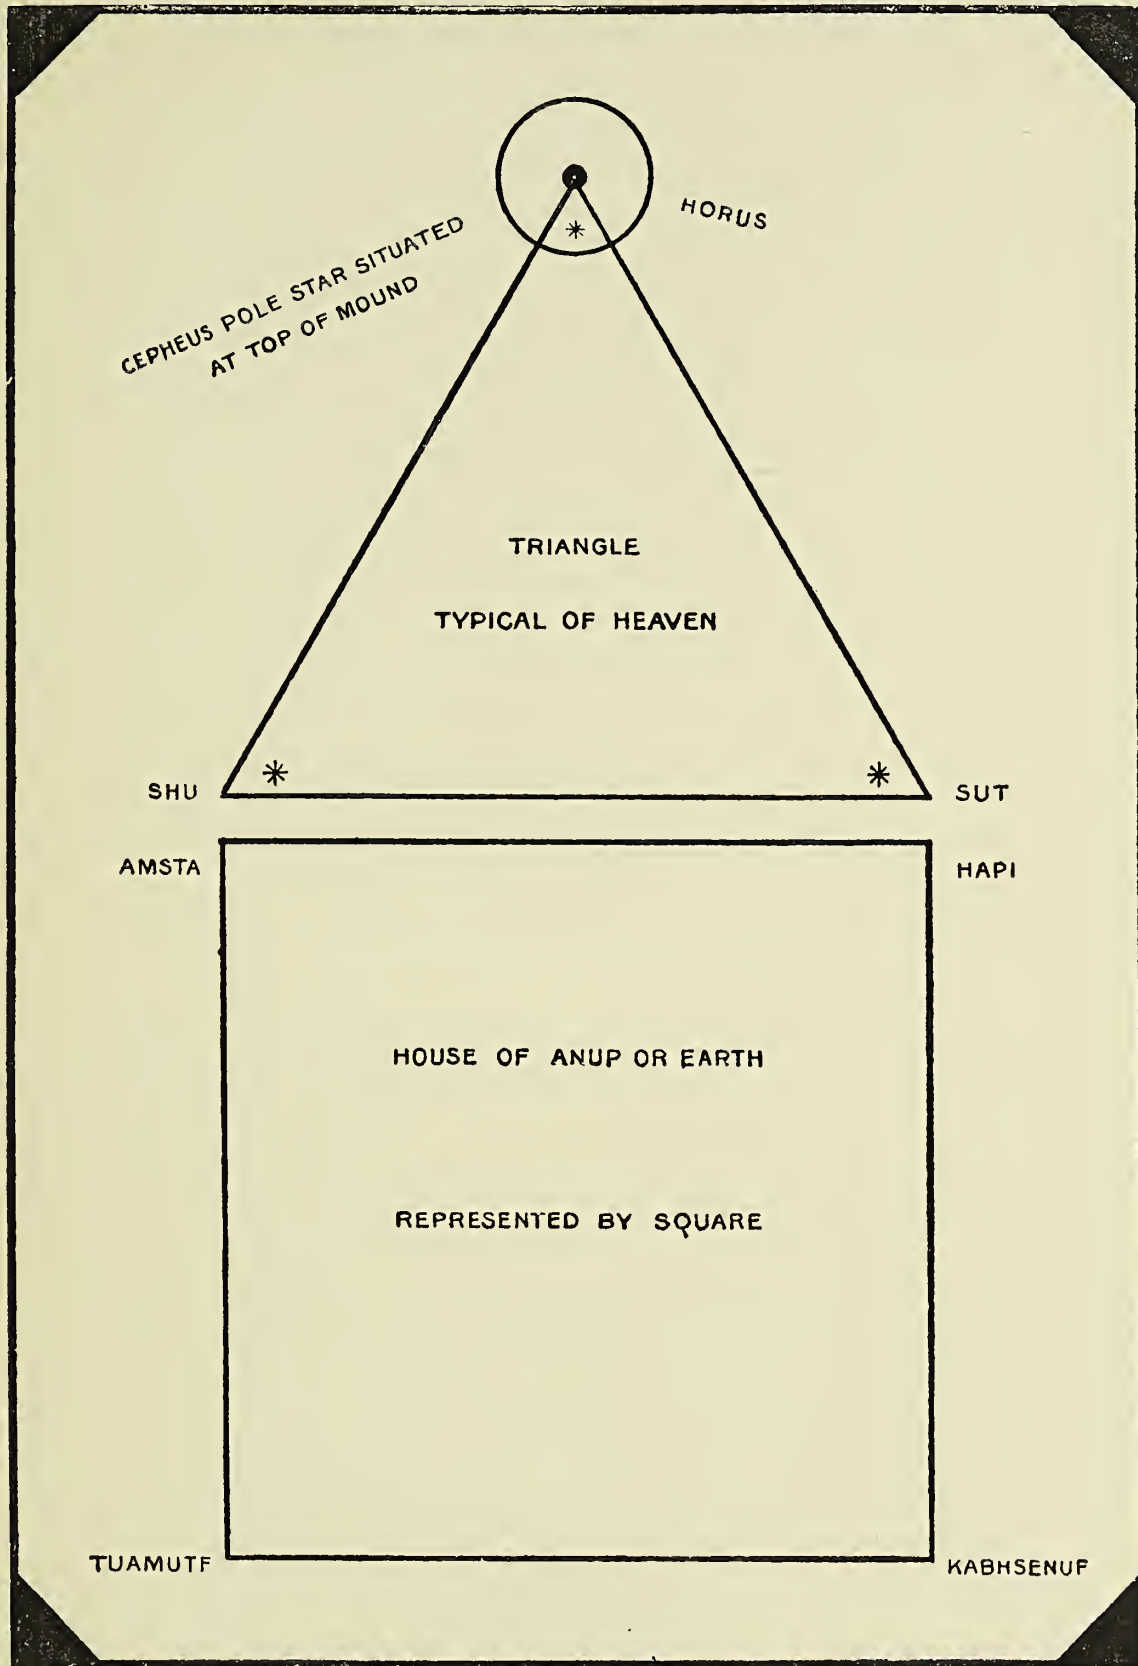 HORUS
CEPHEUS POLE STAR SITUATED
AT TOP OF MOUND
TRIANGLE
TYPICAL OF HEAVEN
SHU
SUT
AMSTA
HAPI
HOUSE OF ANUP OR EARTH
REPRESENTED BY SQUARE
TUAMUTF
KABHSENUF